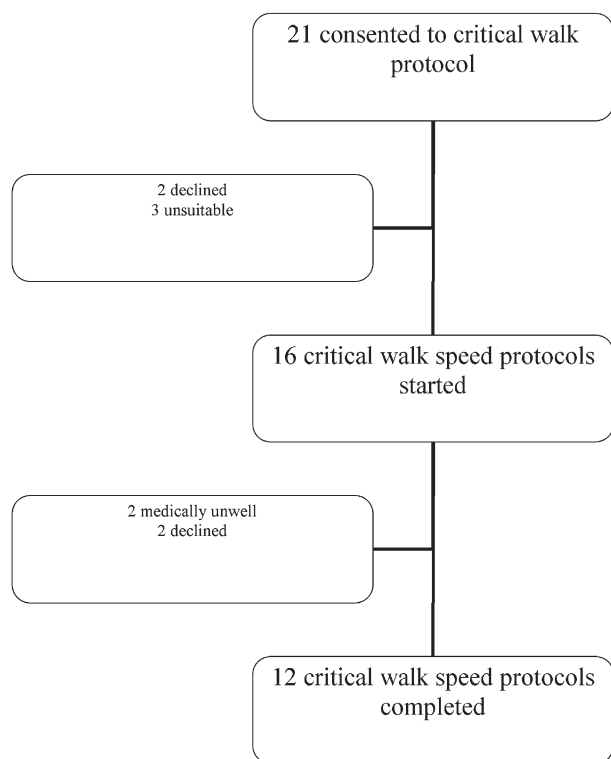 21 consented to critical walk
protocol
2 declined
3 unsuitable
16 critical walk speed protocols
started
2 medically unwell
2 declined
12 critical walk speed protocols
completed